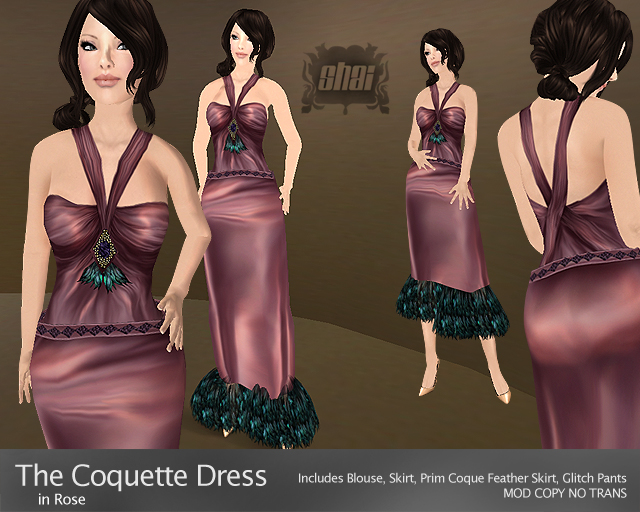 shai
The Coquette Dress
in Rose
Includes Blouse, Skirt, Prim Coque Feather Skirt, Glitch Pants
MOD COPY NO TRANS